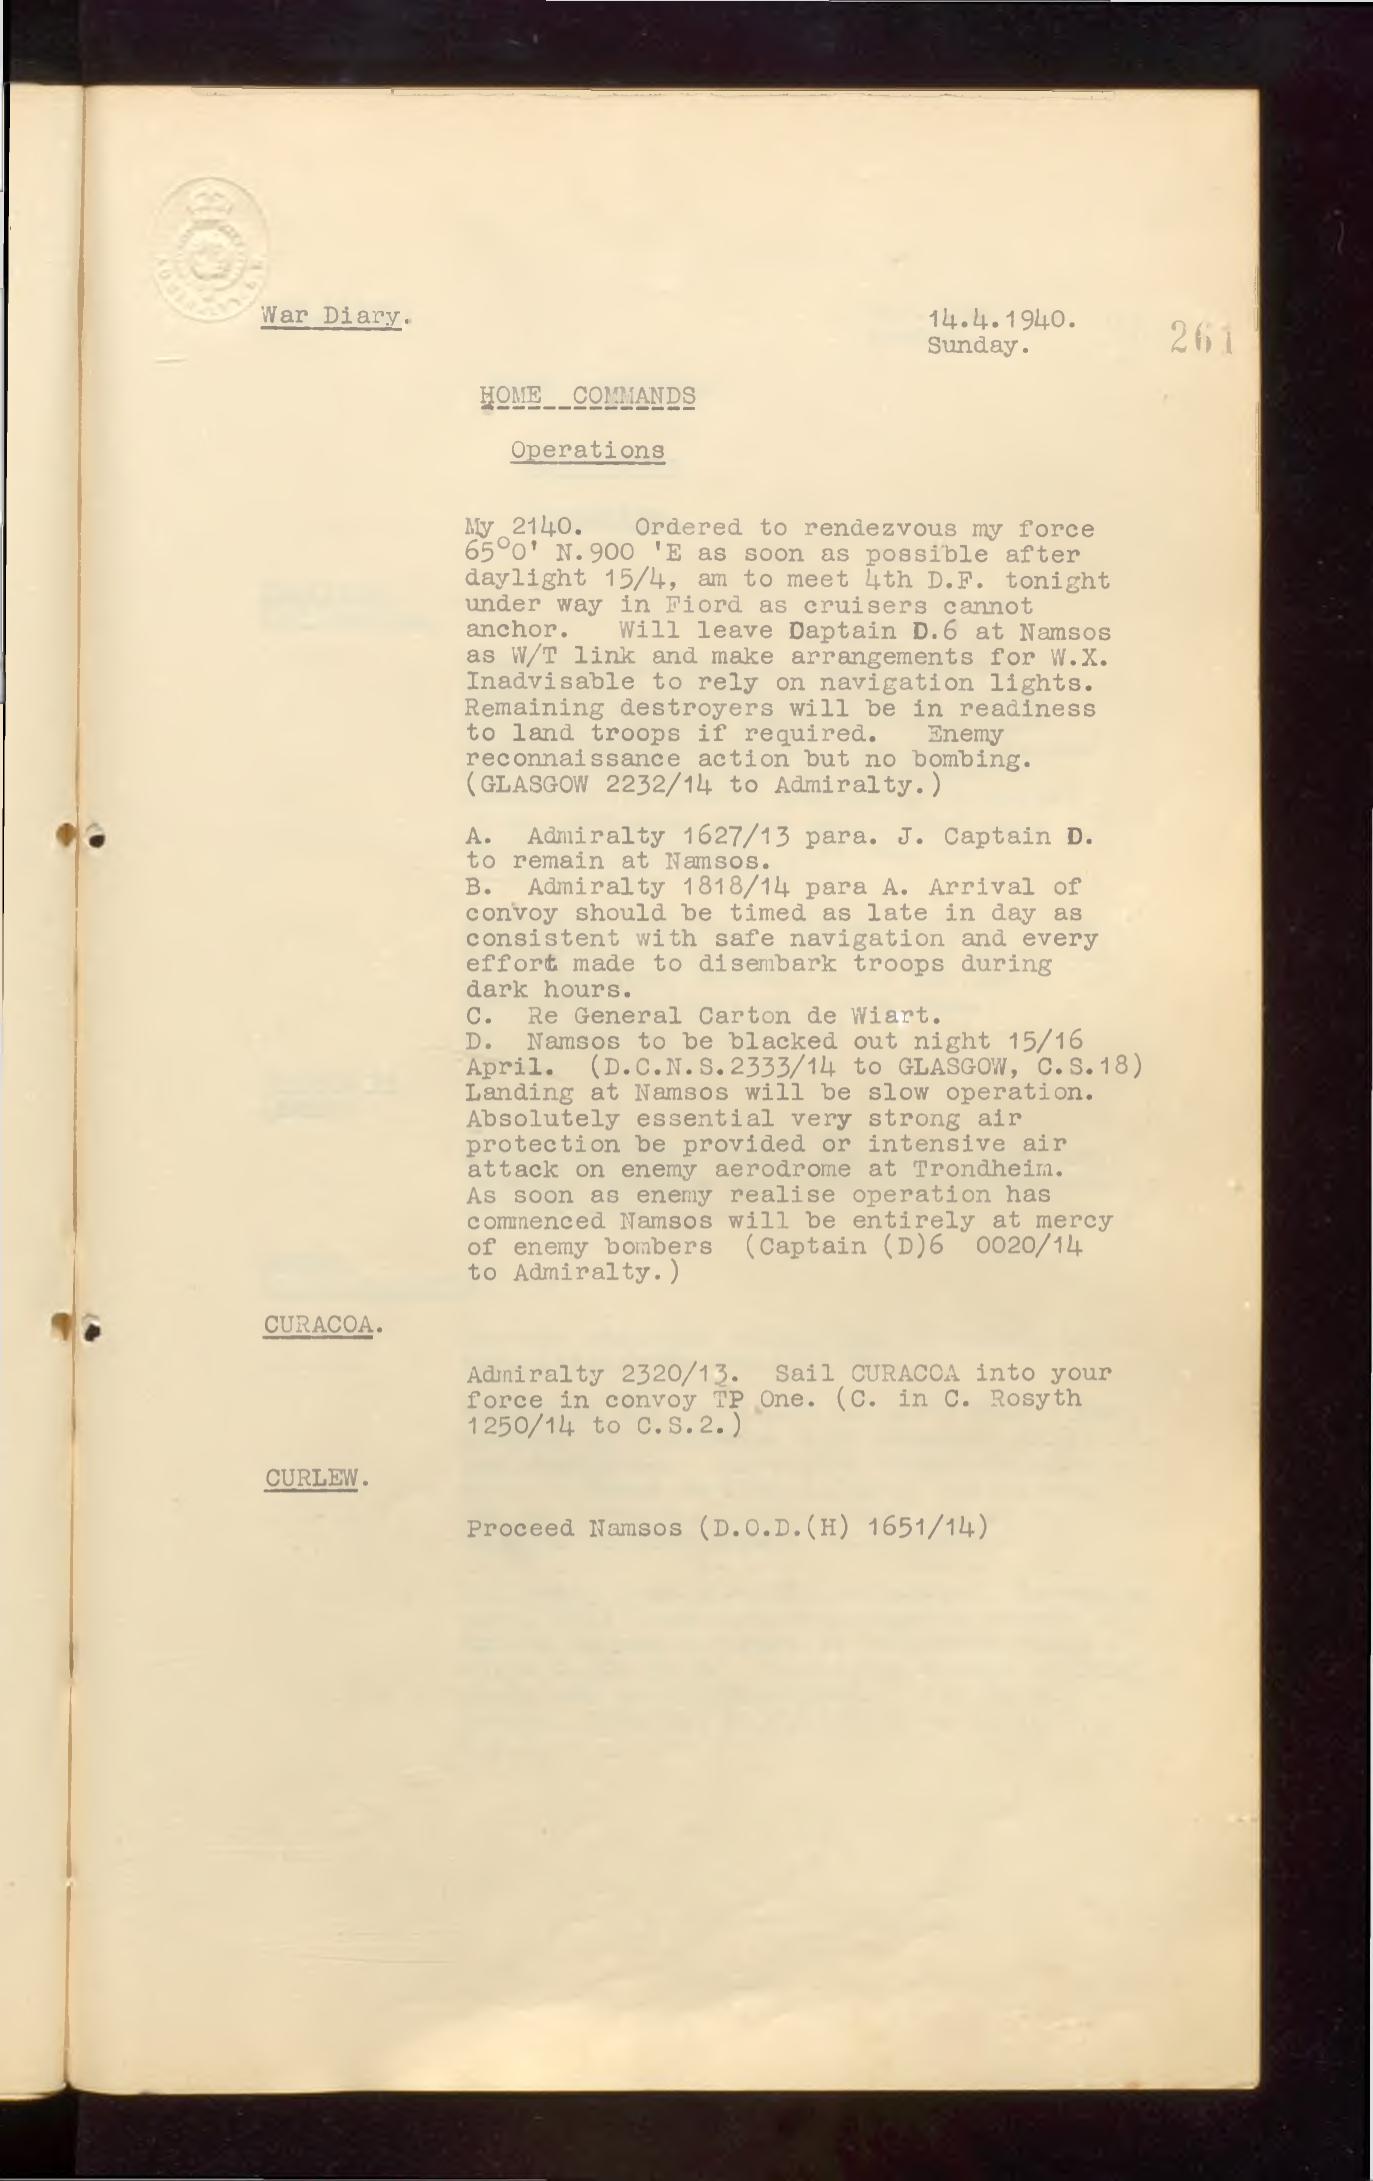 War Diary.
14.4.1940.
Sunday.
261
HOME COMMANDS
Operations
My 2140. Ordered to rendezvous my force
65°0' N.900 'E as soon as possible after
daylight 15/4, am to meet 4th D.F. tonight
under way in Fiord as cruisers cannot
anchor. Will leave Daptain D.6 at Namsos
as W/T link and make arrangements for W.X.
Inadvisable to rely on navigation lights.
Remaining destroyers will be in readiness
to land troops if required. Enemy
reconnaissance action but no bombing.
(GLASGOW 2232/14 to Admiralty.)
A. Admiralty 1627/13 para. J. Captain D.
to remain at Namsos.
B. Admiralty 1818/14 para A. Arrival of
convoy should be timed as late in day as
consistent with safe navigation and every
effort made to disembark troops during
dark hours.
C. Re General Carton de Wiart.
D. Namsos to be blacked out night 15/16
April. (D.C.N.S.2333/14 to GLASGOW, C.S.18)
Landing at Namsos will be slow operation.
Absolutely essential very strong air
protection be provided or intensive air
attack on enemy aerodrome at Trondheim.
As soon as enemy realise operation has
commenced Namsos will be entirely at mercy
of enemy bombers (Captain (D)6 0020/14
to Admiralty.)
CURACOA.
Admiralty 2320/13. Sail CURACOA into your
force in convoy TP One. (C. in C. Rosyth
1250/14 to C.S.2.)
CURLEW.
Proceed Namsos (D.O.D.(H) 1651/14)